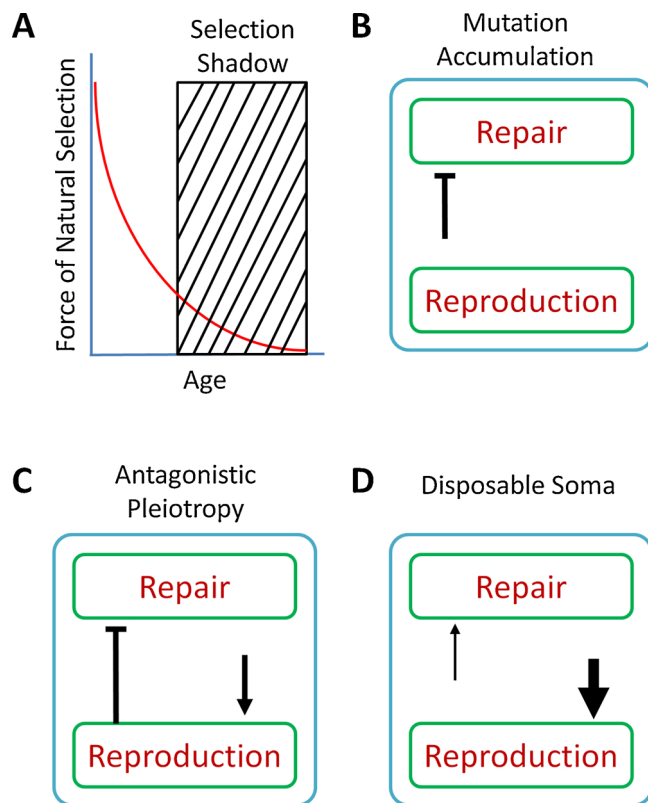 A
Selection
Shadow
Force of Natural Selection
Age
B
Mutation
Accumulation
Repair
Reproduction
C
Antagonistic
Pleiotropy
Repair
Reproduction
D
Disposable Soma
Repair
Reproduction